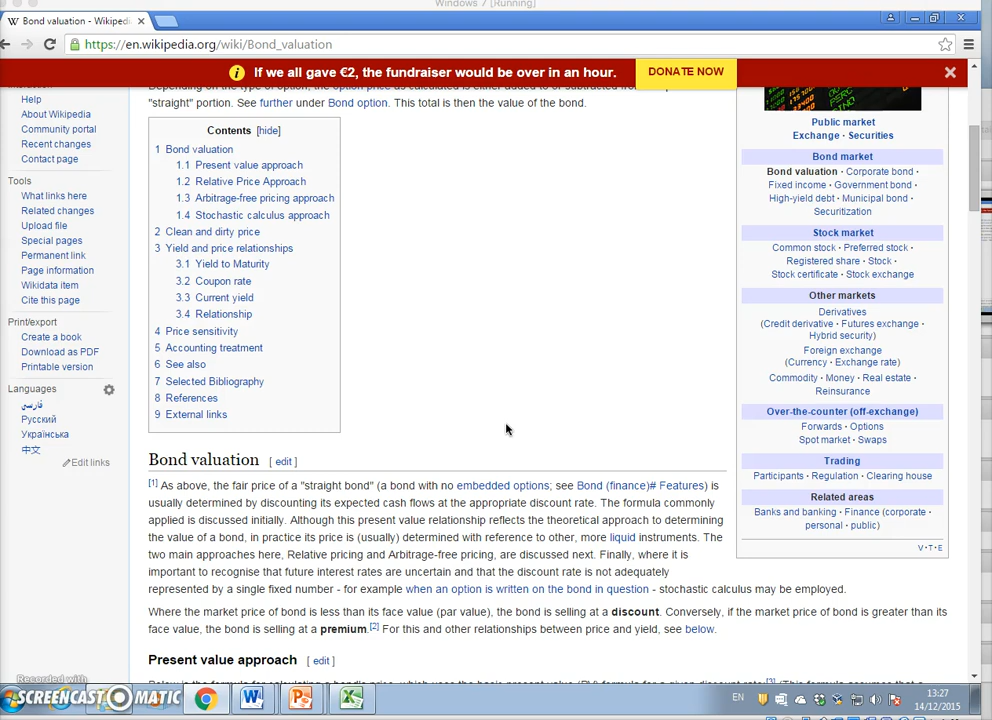 Windows 7 [Running]
W Bond valuation - Wikipedi
https://en.wikipedia.org/wiki/Bond_valuation
If we all gave €2, the fundraiser would be over in an hour.
DONATE NOW
"straight" portion. See further under Bond option. This total is then the value of the bond.
Help
About Wikipedia
Community portal
Recent changes
Contact page
Tools
What links here
Related changes
Upload file
Special pages
Permanent link
Page information
Wikidata item
Cite this page
Print/export
Create a book
Download as PDF
Printable version
Languages
فارسی
Русский
Українська
中文
Edit links
Contents [hide]
1 Bond valuation
1.1 Present value approach
1.2 Relative Price Approach
1.3 Arbitrage-free pricing approach
1.4 Stochastic calculus approach
2 Clean and dirty price
3 Yield and price relationships
3.1 Yield to Maturity
3.2 Coupon rate
3.3 Current yield
3.4 Relationship
4 Price sensitivity
5 Accounting treatment
6 See also
7 Selected Bibliography
8 References
9 External links
Public market
Exchange · Securities
Bond market
Bond valuation · Corporate bond ·
Fixed income · Government bond ·
High-yield debt · Municipal bond ·
Securitization
Stock market
Common stock · Preferred stock ·
Registered share · Stock ·
Stock certificate · Stock exchange
Other markets
Derivatives
(Credit derivative · Futures exchange ·
Hybrid security)
Foreign exchange
(Currency · Exchange rate)
Commodity · Money · Real estate ·
Reinsurance
Over-the-counter (off-exchange)
Forwards · Options
Spot market · Swaps
Trading
Participants · Regulation · Clearing house
Related areas
Banks and banking · Finance (corporate ·
personal · public)
V · T · E
Bond valuation [ edit ]
[1] As above, the fair price of a "straight bond" (a bond with no embedded options; see Bond (finance)# Features) is
usually determined by discounting its expected cash flows at the appropriate discount rate. The formula commonly
applied is discussed initially. Although this present value relationship reflects the theoretical approach to determining
the value of a bond, in practice its price is (usually) determined with reference to other, more liquid instruments. The
two main approaches here, Relative pricing and Arbitrage-free pricing, are discussed next. Finally, where it is
important to recognise that future interest rates are uncertain and that the discount rate is not adequately
represented by a single fixed number - for example when an option is written on the bond in question - stochastic calculus may be employed.
Where the market price of bond is less than its face value (par value), the bond is selling at a discount. Conversely, if the market price of bond is greater than its
face value, the bond is selling at a premium.[2] For this and other relationships between price and yield, see below.
Present value approach [ edit ]
Recorded with
SCREENCAST-O-MATIC
EN
13:27
14/12/2015